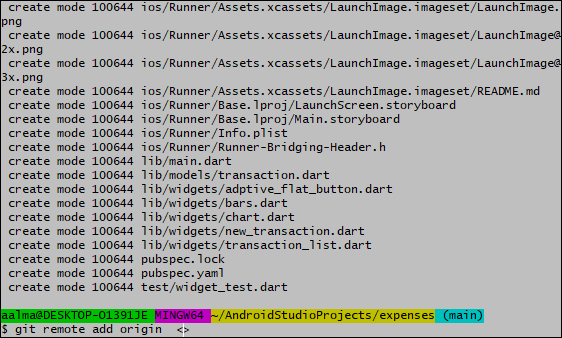 create mode 100644 ios/Runner/Assets.xcassets/LaunchImage.imageset/LaunchImage.
png
create mode 100644 ios/Runner/Assets.xcassets/LaunchImage.imageset/LaunchImage@
2x.png
create mode 100644 ios/Runner/Assets.xcassets/LaunchImage.imageset/LaunchImage@
3x.png
create mode 100644 ios/Runner/Assets.xcassets/LaunchImage.imageset/README.md
create mode 100644 ios/Runner/Base.lproj/LaunchScreen.storyboard
create mode 100644 ios/Runner/Base.lproj/Main.storyboard
create mode 100644 ios/Runner/Info.plist
create mode 100644 ios/Runner/Runner-Bridging-Header.h
create mode 100644 lib/main.dart
create mode 100644 lib/models/transaction.dart
create mode 100644 lib/widgets/adptive_flat_button.dart
create mode 100644 lib/widgets/bars.dart
create mode 100644 lib/widgets/chart.dart
create mode 100644 lib/widgets/new_transaction.dart
create mode 100644 lib/widgets/transaction_list.dart
create mode 100644 pubspec.lock
create mode 100644 pubspec.yaml
create mode 100644 test/widget_test.dart
aalma@DESKTOP-O1391JE MINGW64 ~/AndroidStudioProjects/expenses (main)
$ git remote add origin <>